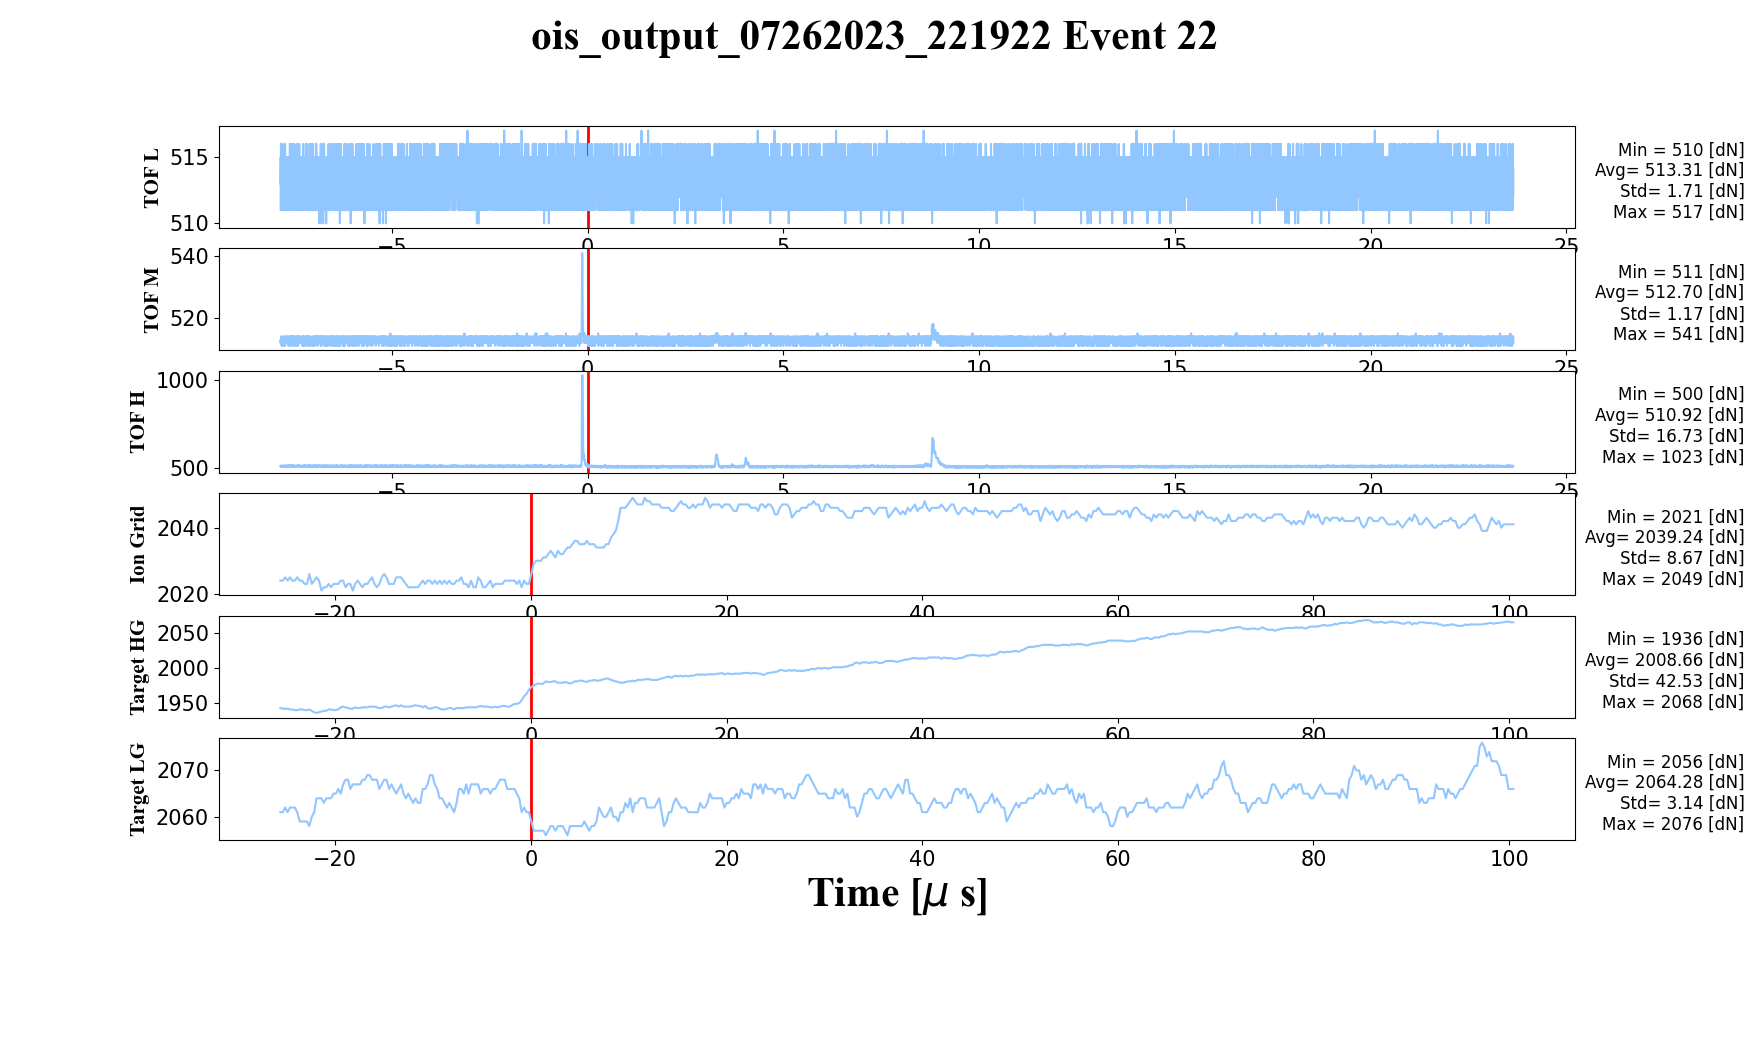 ois_output_07262023_221922 Event 22
TOF L
515
510
−5 0 5 10 15 20 25
Min = 510 [dN]
Avg= 513.31 [dN]
Std= 1.71 [dN]
Max = 517 [dN]
TOF M
540
520
−5 0 5 10 15 20 25
Min = 511 [dN]
Avg= 512.70 [dN]
Std= 1.17 [dN]
Max = 541 [dN]
TOF H
1000
500
−5 0 5 10 15 20 25
Min = 500 [dN]
Avg= 510.92 [dN]
Std= 16.73 [dN]
Max = 1023 [dN]
Ion Grid
2040
2020
−20 0 20 40 60 80 100
Min = 2021 [dN]
Avg= 2039.24 [dN]
Std= 8.67 [dN]
Max = 2049 [dN]
Target HG
2050
2000
1950
−20 0 20 40 60 80 100
Min = 1936 [dN]
Avg= 2008.66 [dN]
Std= 42.53 [dN]
Max = 2068 [dN]
Target LG
2070
2060
−20 0 20 40 60 80 100
Min = 2056 [dN]
Avg= 2064.28 [dN]
Std= 3.14 [dN]
Max = 2076 [dN]
Time [μ s]